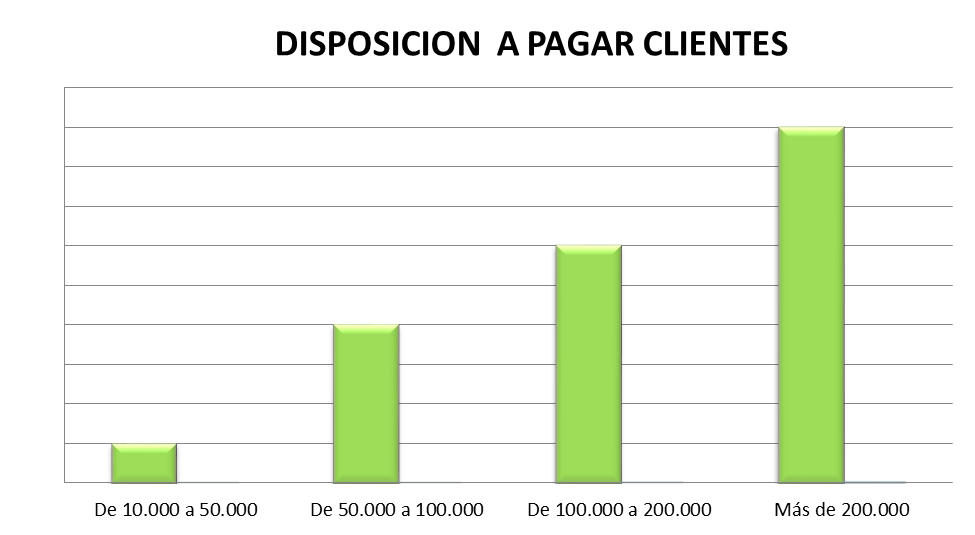 DISPOSICION  A PAGAR CLIENTES
De 10.000 a 50.000 De 50.000 a 100.000 De 100.000 a 200.000 Más de 200.000